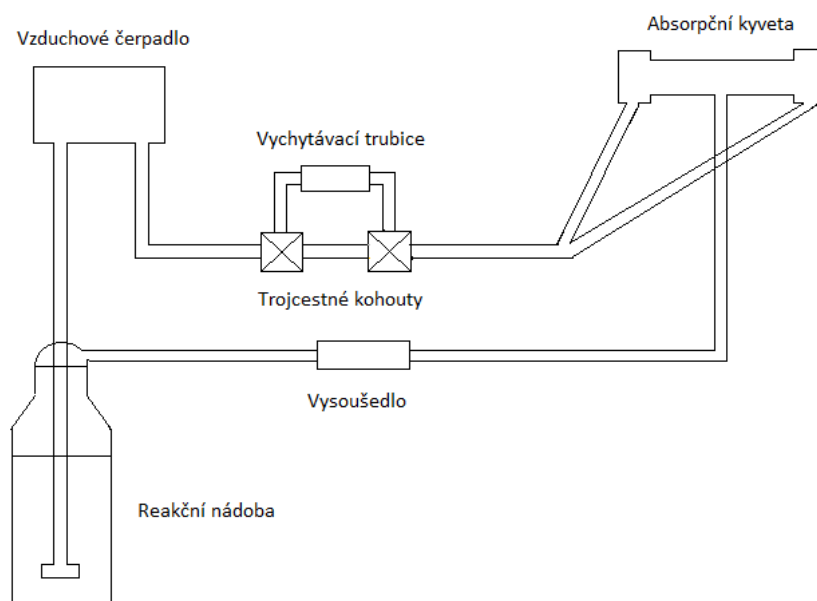 Absorpční kyveta
Vzduchové čerpadlo
Vychytávací trubice
Trojcestné kohouty
Vysoušedlo
Reakční nádoba